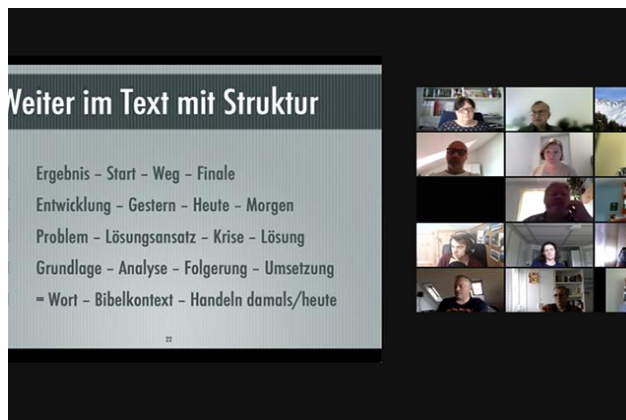 Weiter im Text mit Struktur
Ergebnis – Start – Weg – Finale
Entwicklung – Gestern – Heute – Morgen
Problem – Lösungsansatz – Krise – Lösung
Grundlage – Analyse – Folgerung – Umsetzung
= Wort – Bibelkontext – Handeln damals/heute
22